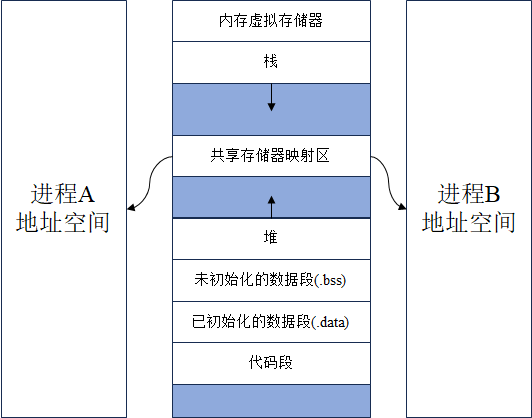 内存虚拟存储器
栈
共享存储器映射区
堆
未初始化的数据段(.bss)
已初始化的数据段(.data)
代码段
进程A
地址空间
进程B
地址空间